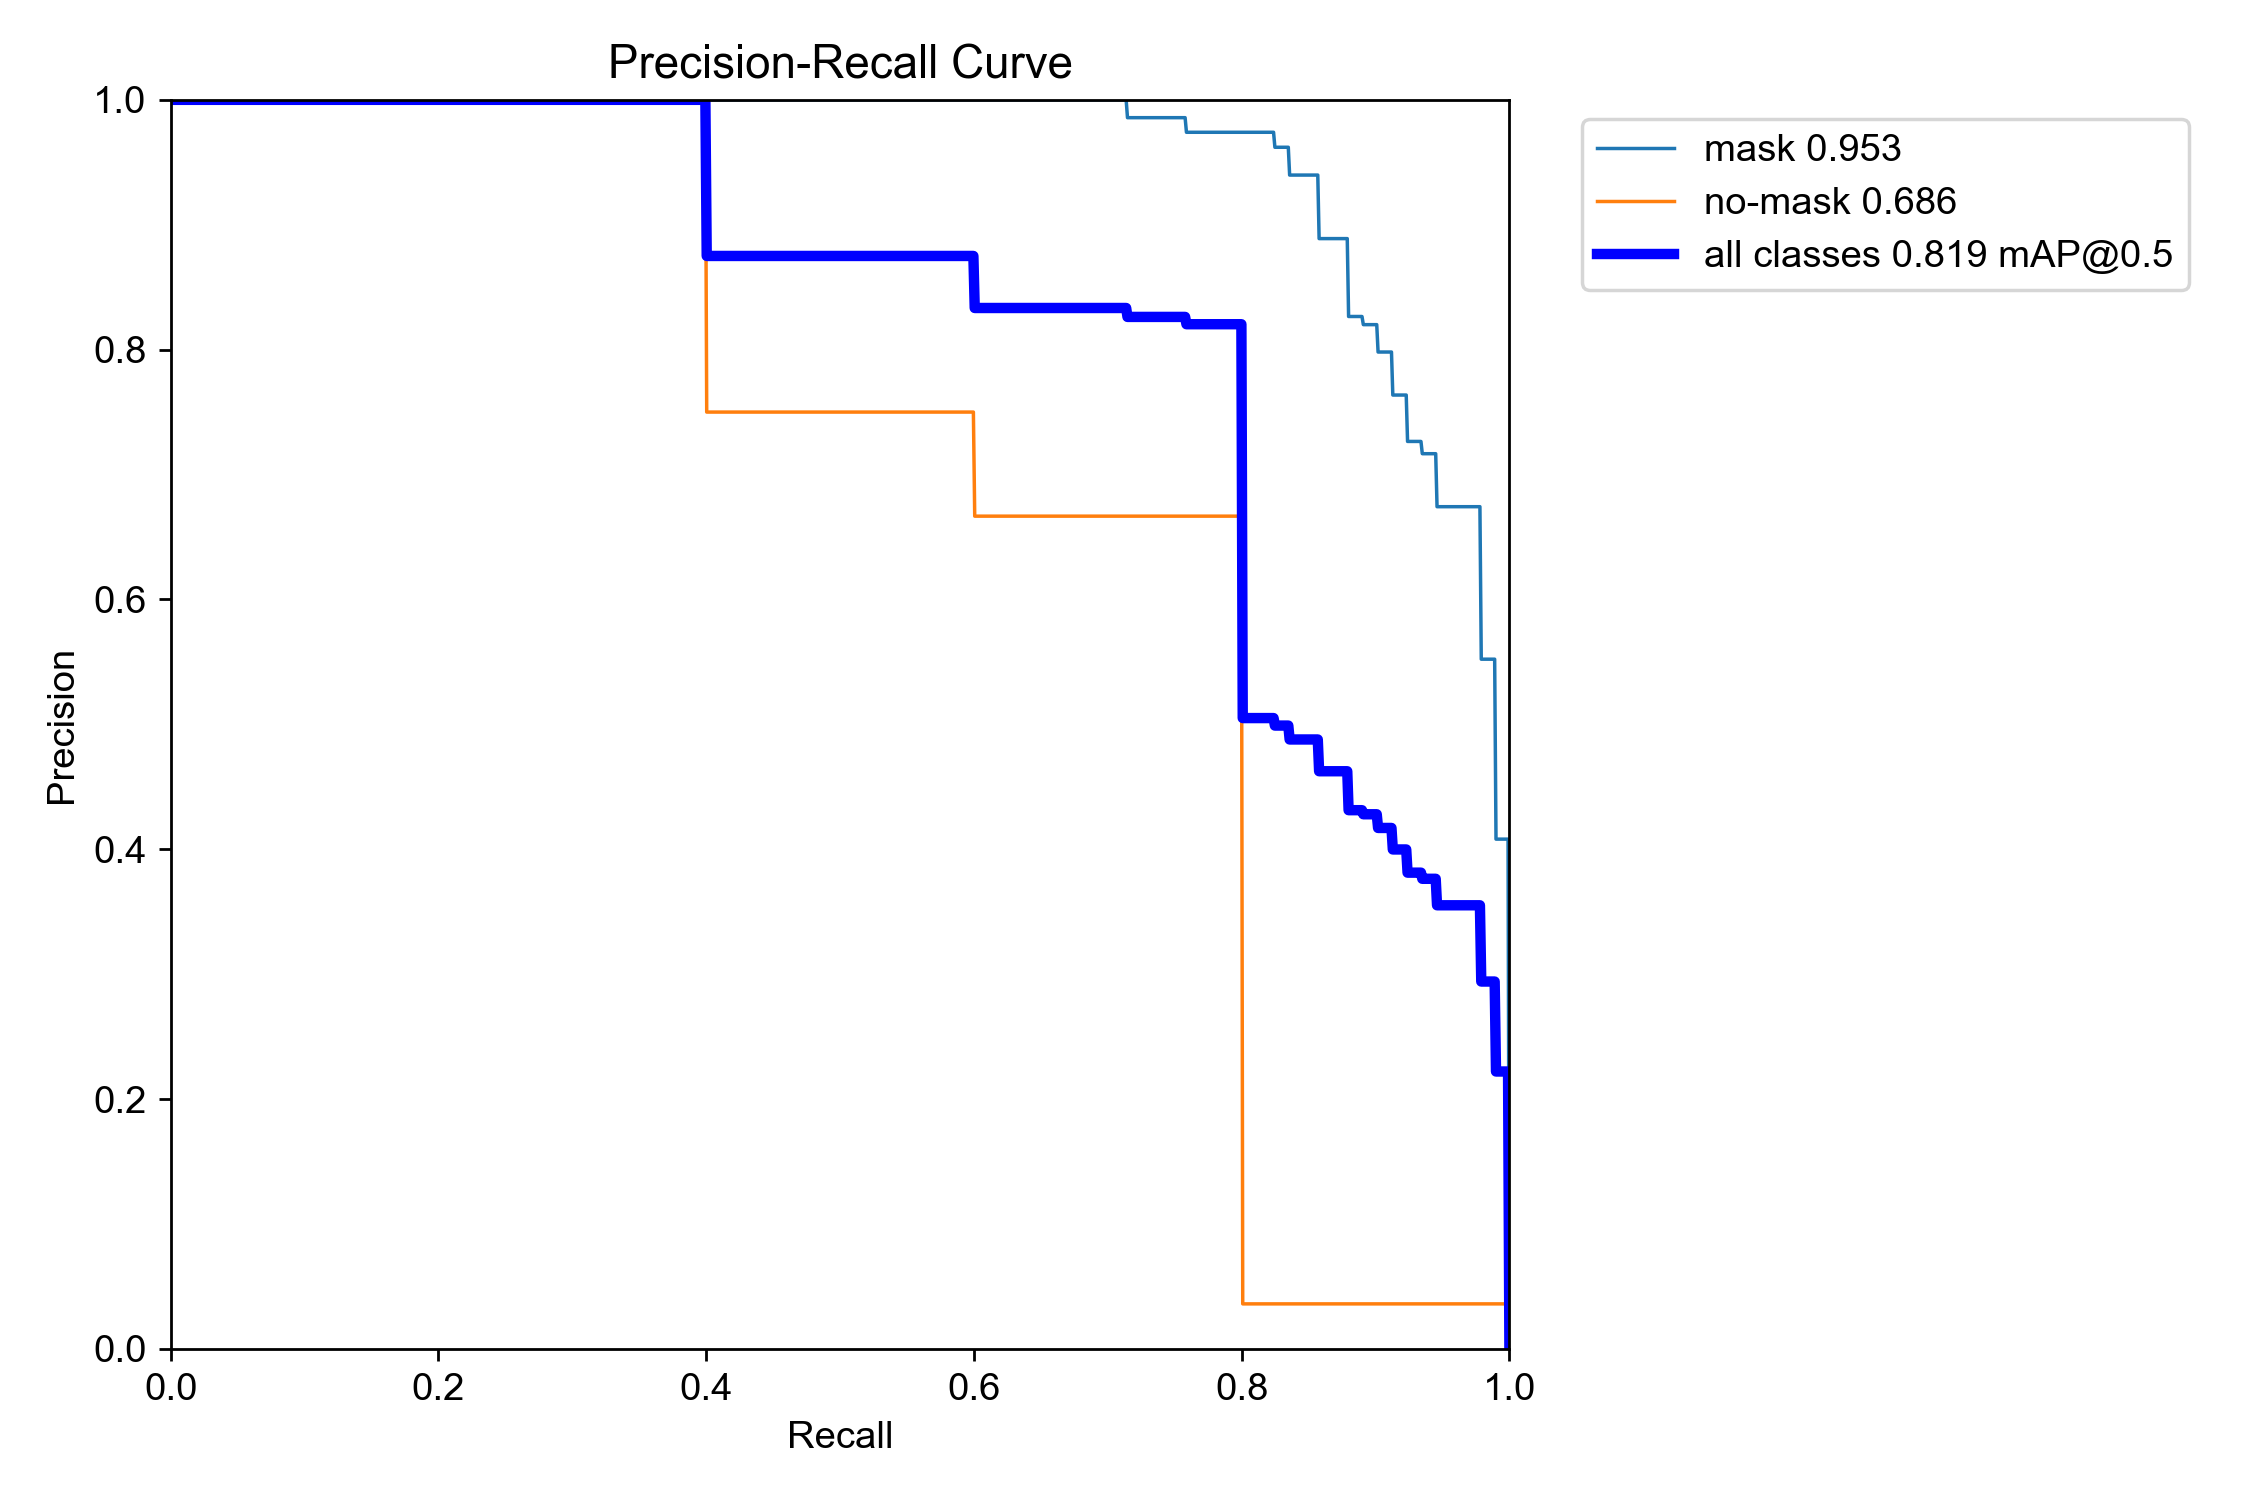 Precision-Recall Curve
1.0
0.8
0.6
0.4
0.2
0.0
Precision
0.0 0.2 0.4 0.6 0.8 1.0
Recall
mask 0.953
no-mask 0.686
all classes 0.819 mAP@0.5